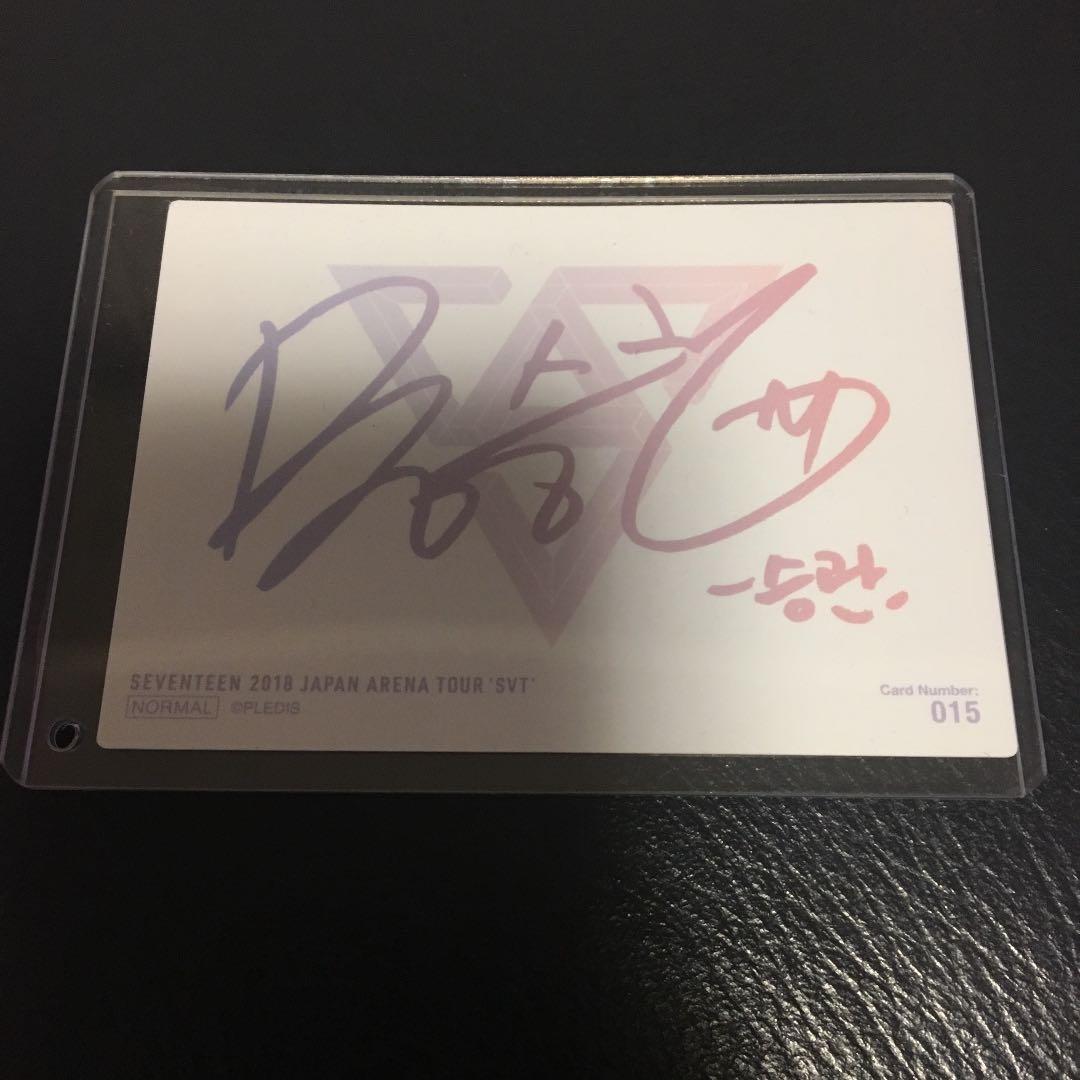 -승관.
SEVENTEEN 2018 JAPAN ARENA TOUR 'SVT'
NORMAL ©PLEDIS
Card Number:
015